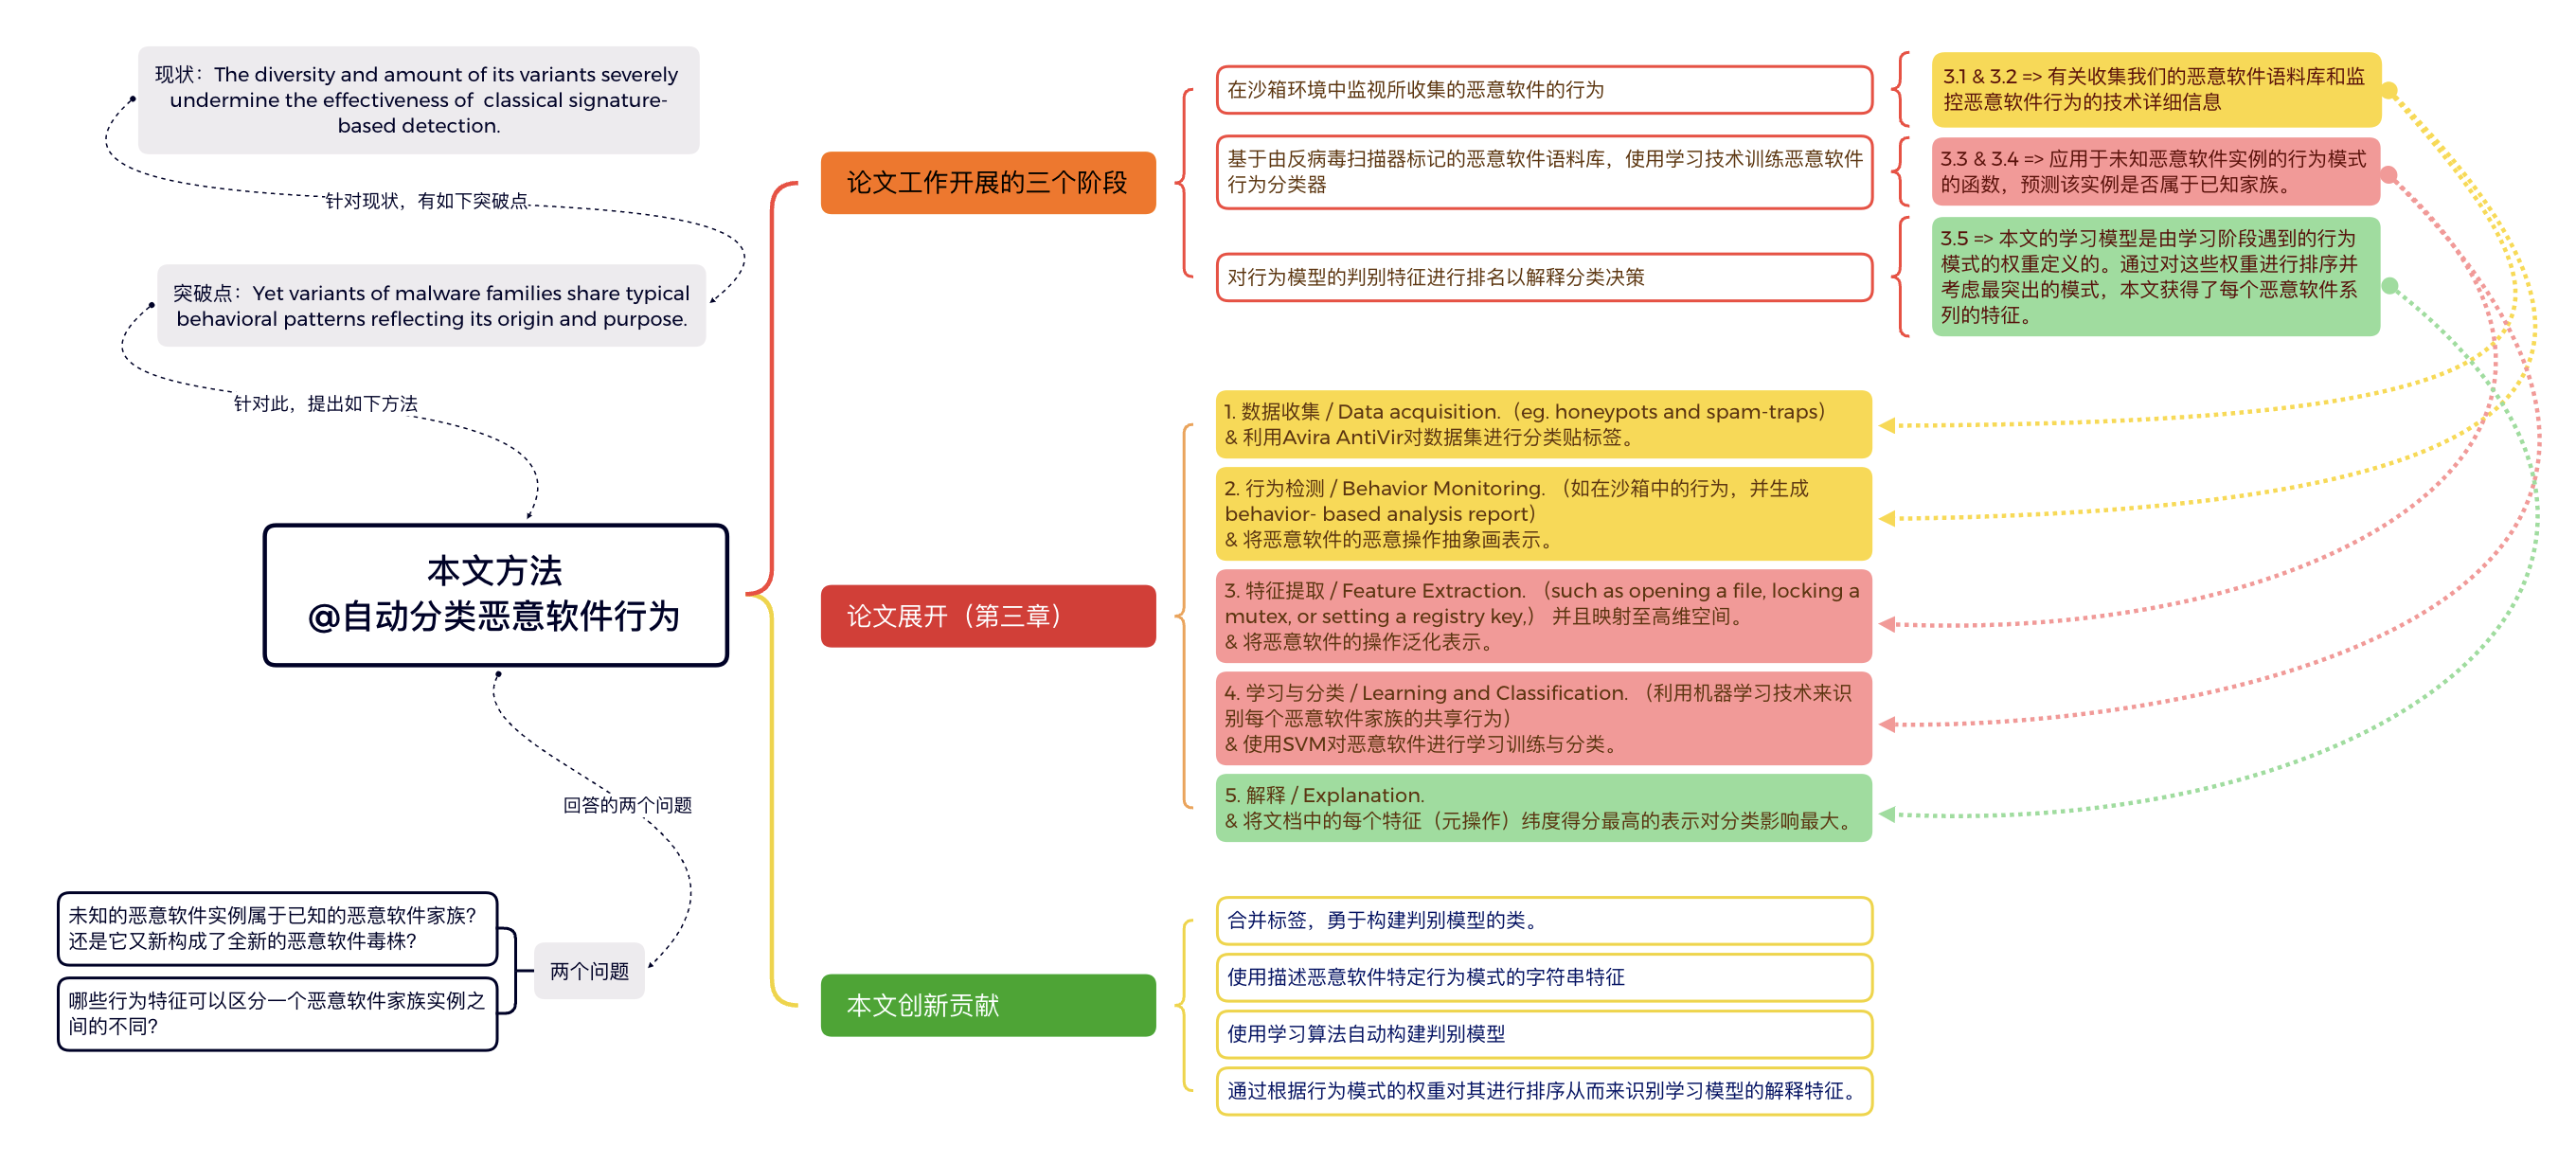 现状：The diversity and amount of its variants severely
undermine the effectiveness of classical signature-
based detection.
针对现状，有如下突破点
突破点：Yet variants of malware families share typical
behavioral patterns reflecting its origin and purpose.
针对此，提出如下方法
本文方法
@自动分类恶意软件行为
回答的两个问题
两个问题
未知的恶意软件实例属于已知的恶意软件家族？
还是它又新构成了全新的恶意软件毒株？
哪些行为特征可以区分一个恶意软件家族实例之
间的不同？
论文工作开展的三个阶段
在沙箱环境中监视所收集的恶意软件的行为
3.1 & 3.2 => 有关收集我们的恶意软件语料库和监
控恶意软件行为的技术详细信息
基于由反病毒扫描器标记的恶意软件语料库，使用学习技术训练恶意软件
行为分类器
3.3 & 3.4 => 应用于未知恶意软件实例的行为模式
的函数，预测该实例是否属于已知家族。
对行为模型的判别特征进行排名以解释分类决策
3.5 => 本文的学习模型是由学习阶段遇到的行为
模式的权重定义的。通过对这些权重进行排序并
考虑最突出的模式，本文获得了每个恶意软件系
列的特征。
论文展开（第三章）
1. 数据收集 / Data acquisition.（eg. honeypots and spam-traps）
& 利用Avira AntiVir对数据集进行分类贴标签。
2. 行为检测 / Behavior Monitoring. （如在沙箱中的行为，并生成
behavior- based analysis report）
& 将恶意软件的恶意操作抽象画表示。
3. 特征提取 / Feature Extraction. （such as opening a file, locking a
mutex, or setting a registry key,） 并且映射至高维空间。
& 将恶意软件的操作泛化表示。
4. 学习与分类 / Learning and Classification. （利用机器学习技术来识
别每个恶意软件家族的共享行为）
& 使用SVM对恶意软件进行学习训练与分类。
5. 解释 / Explanation.
& 将文档中的每个特征（元操作）纬度得分最高的表示对分类影响最大。
本文创新贡献
合并标签，勇于构建判别模型的类。
使用描述恶意软件特定行为模式的字符串特征
使用学习算法自动构建判别模型
通过根据行为模式的权重对其进行排序从而来识别学习模型的解释特征。